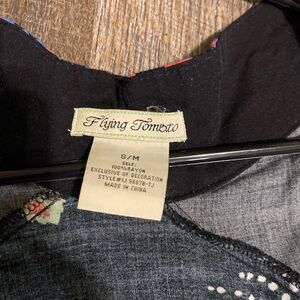 Flying Tomato
S/M
SELF:
100%RAYON
EXCLUSIVE OF DECORATION
MADE IN CHINA